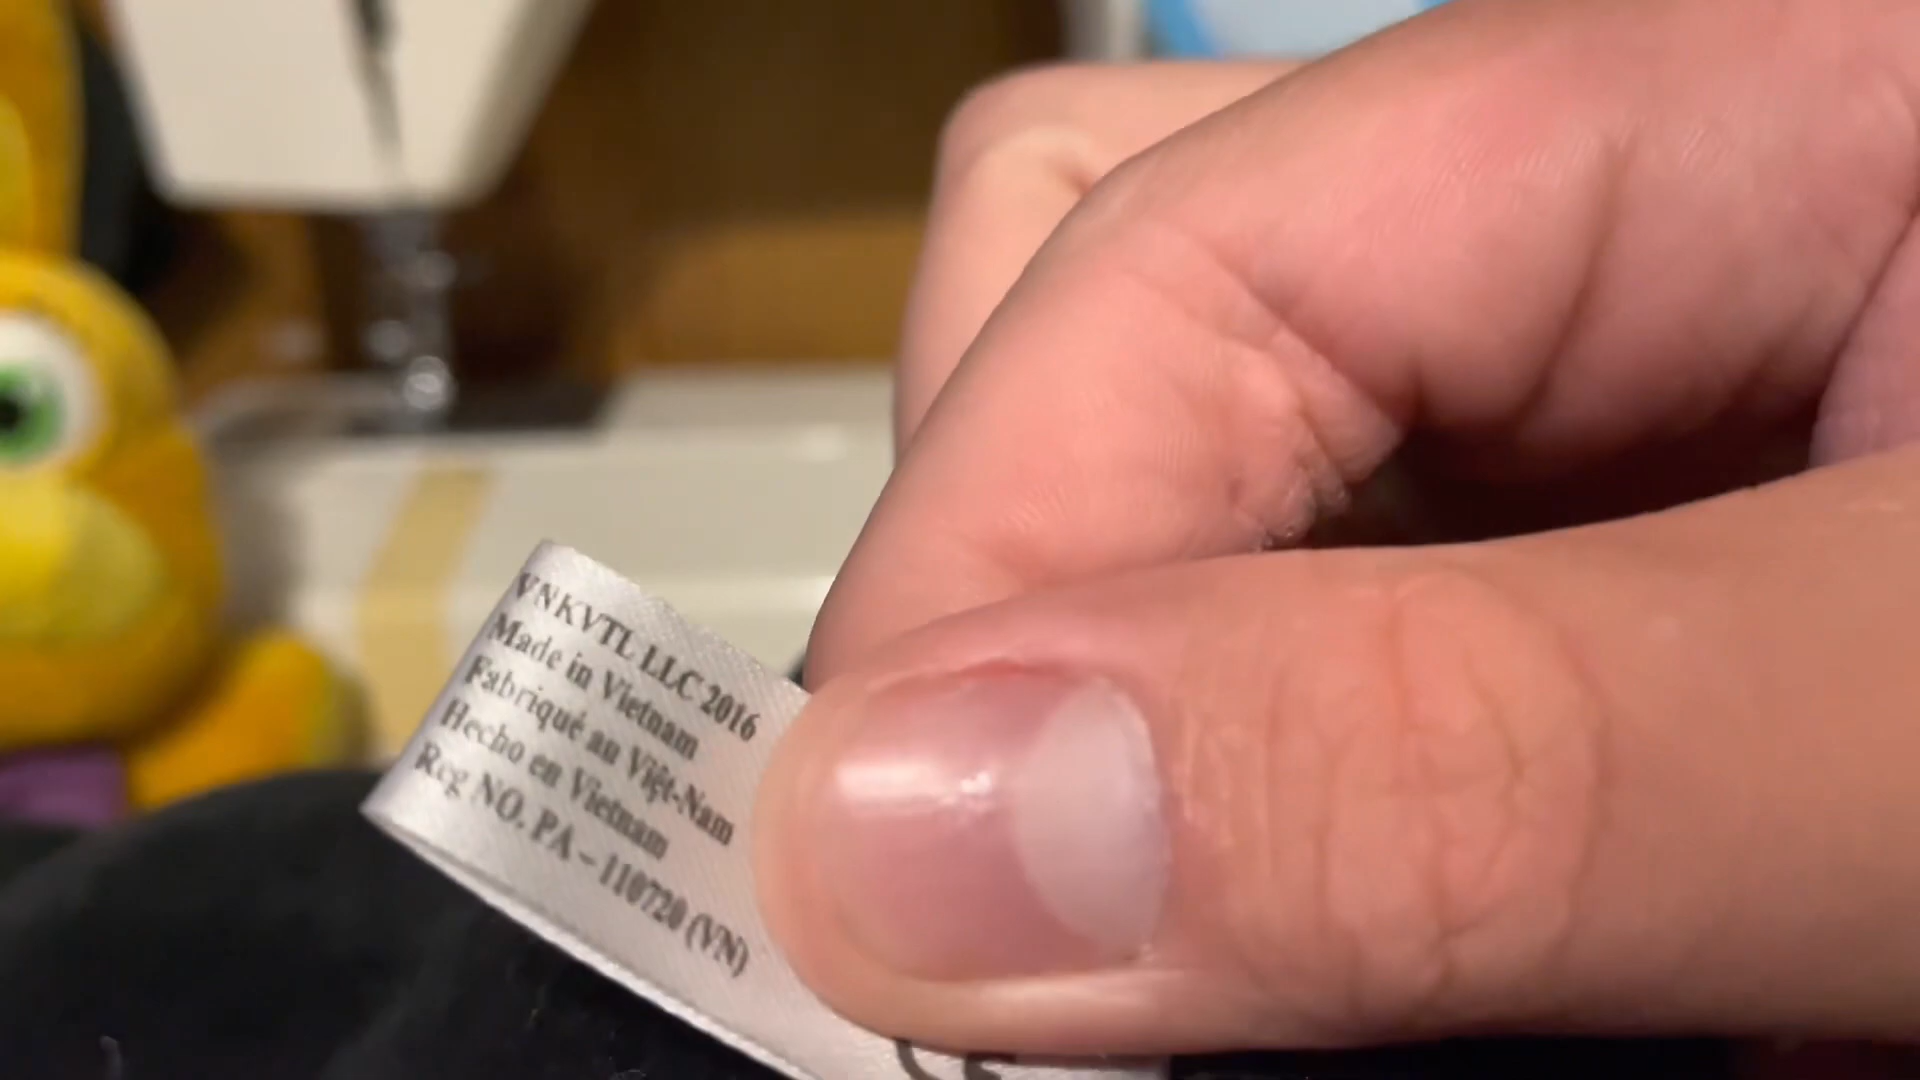 VNKVTL LLC 2016
Made in Vietnam
Fabriqué au Việt-Nam
Hecho en Vietnam
Reg NO. PA – 110720 (VN)